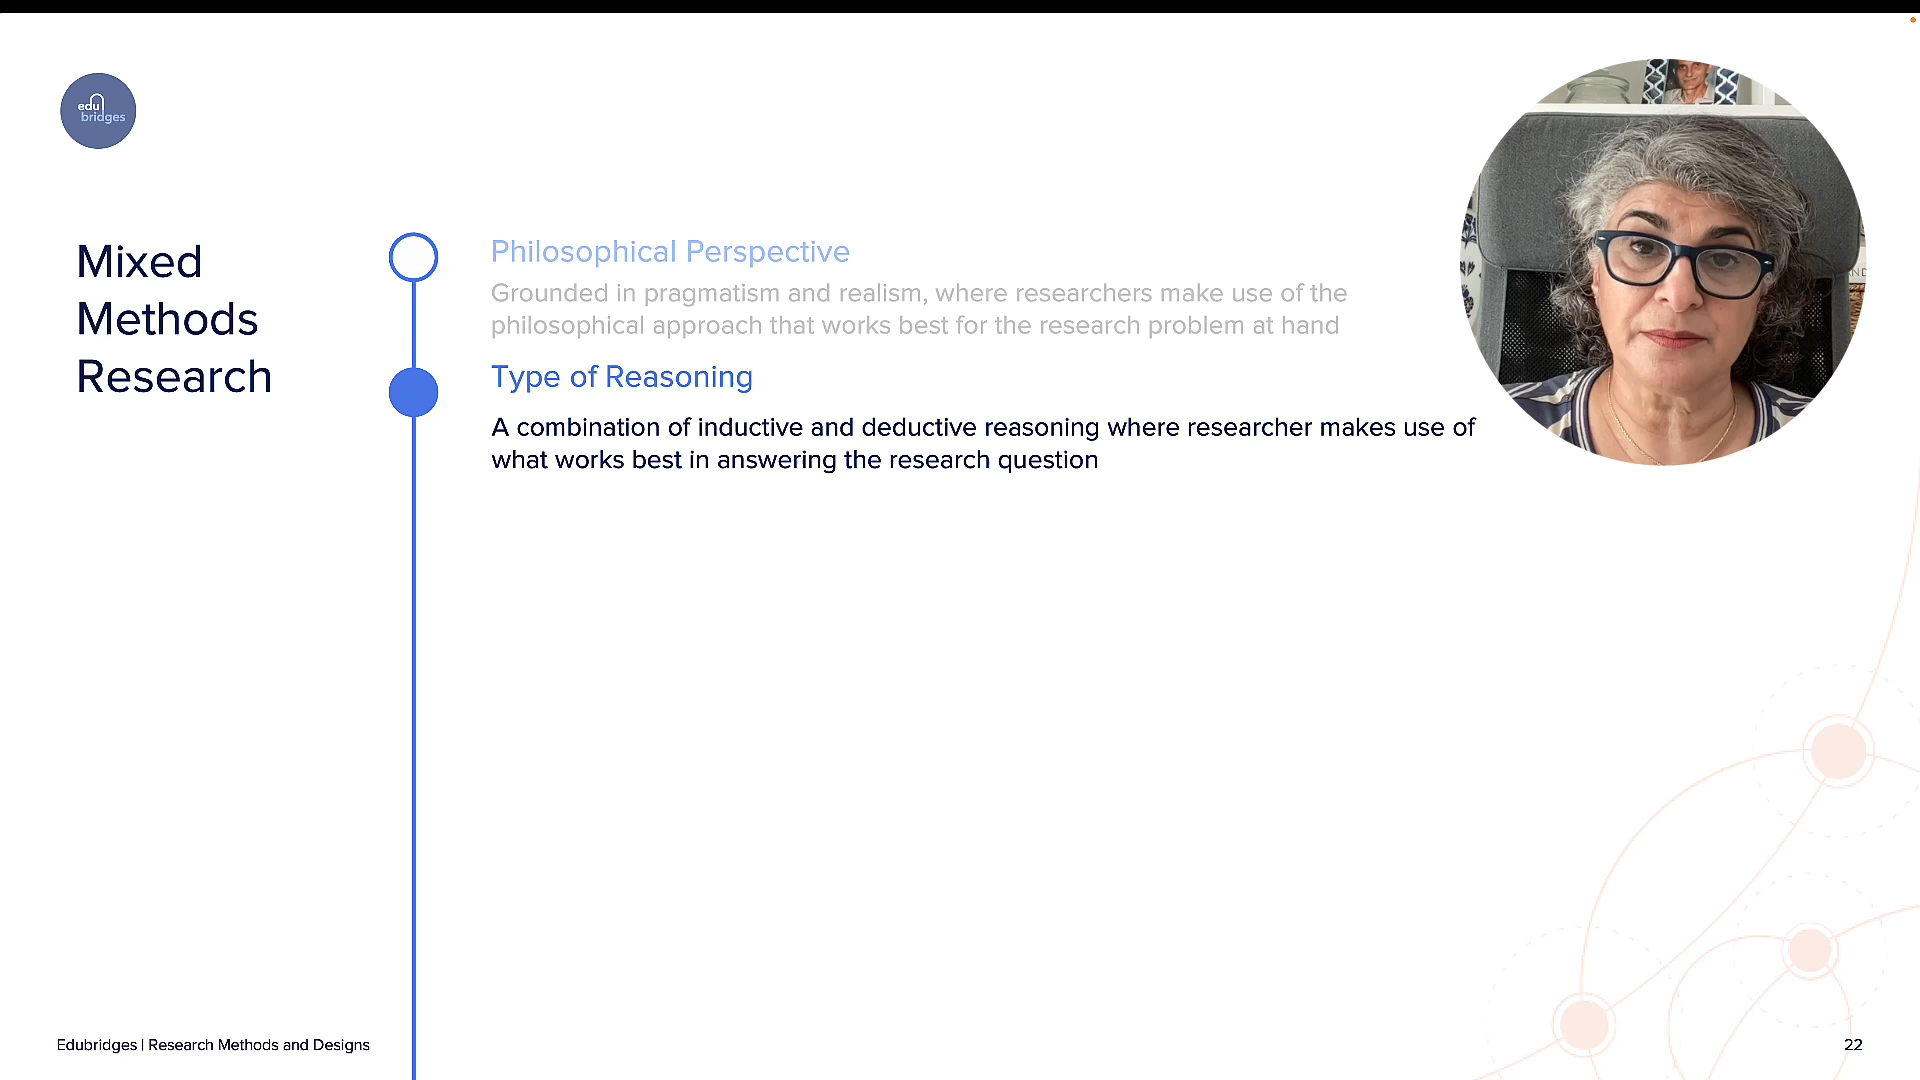 edu
bridges
Mixed
Methods
Research
Philosophical Perspective
Grounded in pragmatism and realism, where researchers make use of the
philosophical approach that works best for the research problem at hand
Type of Reasoning
A combination of inductive and deductive reasoning where researcher makes use of
what works best in answering the research question
Edubridges | Research Methods and Designs
22